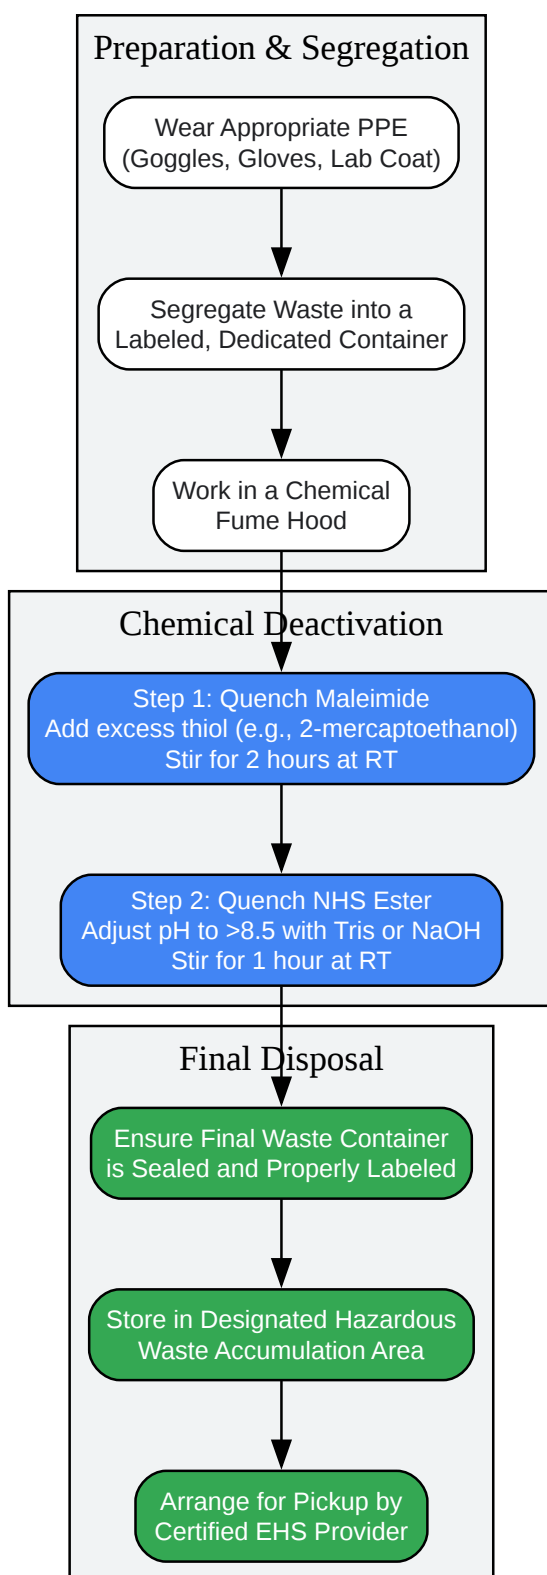 Preparation & Segregation
Wear Appropriate PPE
(Goggles, Gloves, Lab Coat)
Segregate Waste into a
Labeled, Dedicated Container
Work in a Chemical
Fume Hood
Chemical Deactivation
Step 1: Quench Maleimide
Add excess thiol (e.g., 2-mercaptoethanol)
Stir for 2 hours at RT
Step 2: Quench NHS Ester
Adjust pH to >8.5 with Tris or NaOH
Stir for 1 hour at RT
Final Disposal
Ensure Final Waste Container
is Sealed and Properly Labeled
Store in Designated Hazardous
Waste Accumulation Area
Arrange for Pickup by
Certified EHS Provider